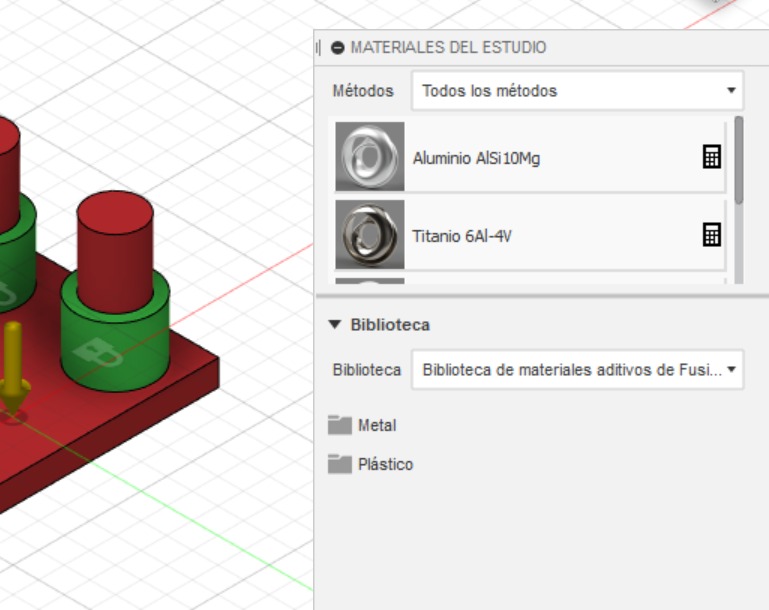 MATERIALES DEL ESTUDIO
Métodos Todos los métodos
Aluminio AlSi10Mg
Titanio 6Al-4V
Biblioteca
Biblioteca Biblioteca de materiales aditivos de Fusi...
Metal
Plástico